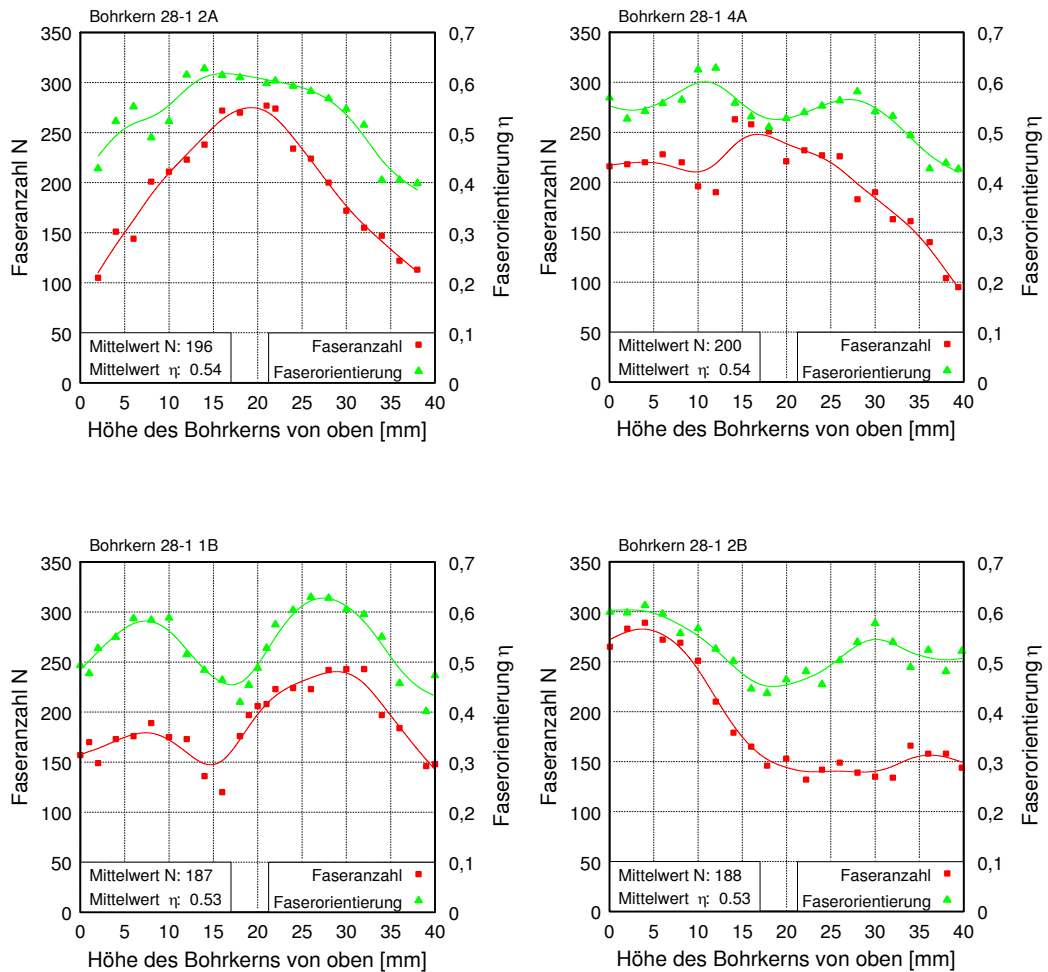 Bohrkern 28-1 2A
350
300
250
200
150
100
50
0
Faseranzahl N
0,7
0,6
0,5
0,4
0,3
0,2
0,1
0
Faserorientierung η
Mittelwert N: 196
Mittelwert η: 0.54
Faseranzahl
Faserorientierung
0 5 10 15 20 25 30 35 40
Höhe des Bohrkerns von oben [mm]
Bohrkern 28-1 4A
350
300
250
200
150
100
50
0
Faseranzahl N
0,7
0,6
0,5
0,4
0,3
0,2
0,1
0
Faserorientierung η
Mittelwert N: 200
Mittelwert η: 0.54
Faseranzahl
Faserorientierung
0 5 10 15 20 25 30 35 40
Höhe des Bohrkerns von oben [mm]
Bohrkern 28-1 1B
350
300
250
200
150
100
50
0
Faseranzahl N
0,7
0,6
0,5
0,4
0,3
0,2
0,1
0
Faserorientierung η
Mittelwert N: 187
Mittelwert η: 0.53
Faseranzahl
Faserorientierung
0 5 10 15 20 25 30 35 40
Höhe des Bohrkerns von oben [mm]
Bohrkern 28-1 2B
350
300
250
200
150
100
50
0
Faseranzahl N
0,7
0,6
0,5
0,4
0,3
0,2
0,1
0
Faserorientierung η
Mittelwert N: 188
Mittelwert η: 0.53
Faseranzahl
Faserorientierung
0 5 10 15 20 25 30 35 40
Höhe des Bohrkerns von oben [mm]